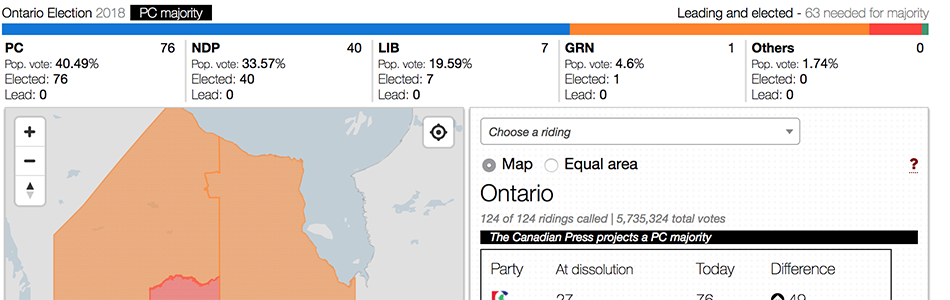 Ontario Election 2018 PC majority
Leading and elected - 63 needed for majority
PC 76
Pop. vote: 40.49%
Elected: 76
Lead: 0
NDP 40
Pop. vote: 33.57%
Elected: 40
Lead: 0
LIB 7
Pop. vote: 19.59%
Elected: 7
Lead: 0
GRN 1
Pop. vote: 4.6%
Elected: 1
Lead: 0
Others 0
Pop. vote: 1.74%
Elected: 0
Lead: 0
Choose a riding
Map Equal area ?
Ontario
124 of 124 ridings called | 5,735,324 total votes
The Canadian Press projects a PC majority
Party At dissolution Today Difference
27 76 49